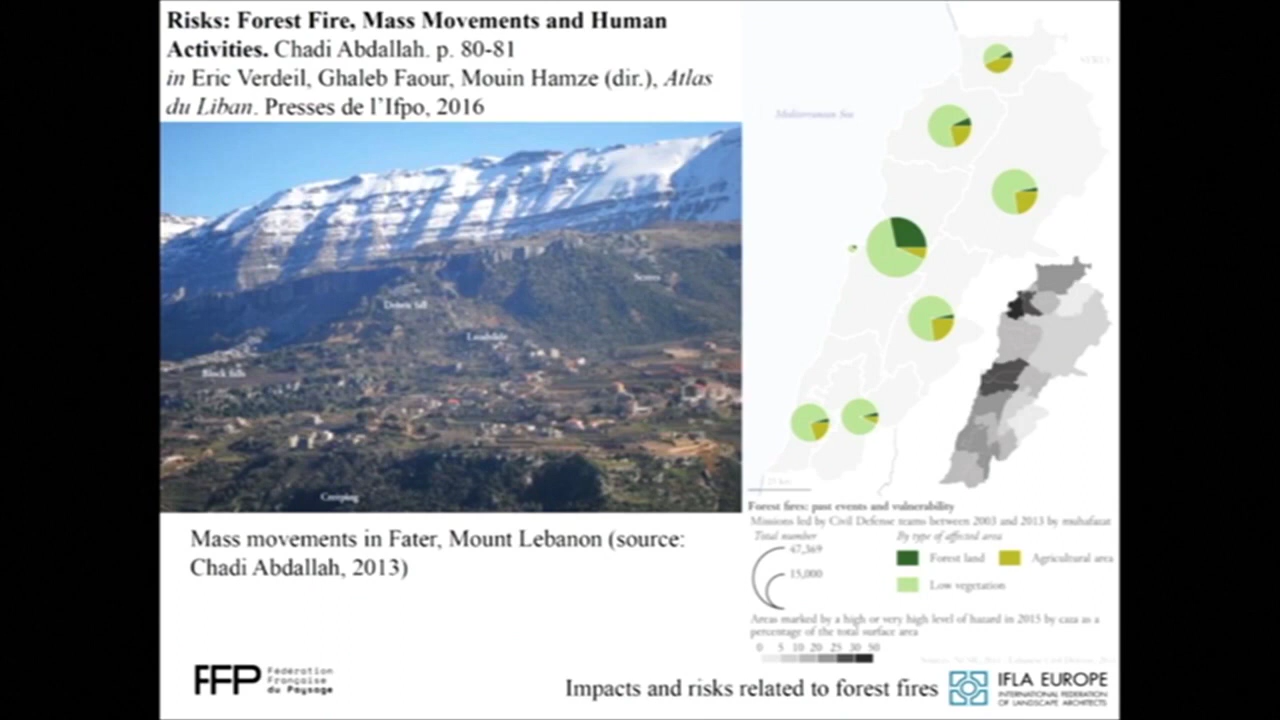 Risks: Forest Fire, Mass Movements and Human
Activities. Chadi Abdallah. p. 80-81
in Eric Verdeil, Ghaleb Faour, Mouin Hamze (dir.), Atlas
du Liban. Presses de l'Ifpo, 2016
Mediterranean Sea
SYRIA
Scree
Debris fall
Landslide
Block falls
Creeping
Mass movements in Fater, Mount Lebanon (source:
Chadi Abdallah, 2013)
Forest fires: past events and vulnerability
Missions led by Civil Defense teams between 2003 and 2013 by muhafazat
Total number
By type of affected area
47,369
15,000
Forest land
Agricultural area
Low vegetation
Areas marked by a high or very high level of hazard in 2015 by caza as a
percentage of the total surface area
0 5 10 20 25 30 50
FFP Fédération
Française
du Paysage
Impacts and risks related to forest fires
IFLA EUROPE
INTERNATIONAL FEDERATION
OF LANDSCAPE ARCHITECTS